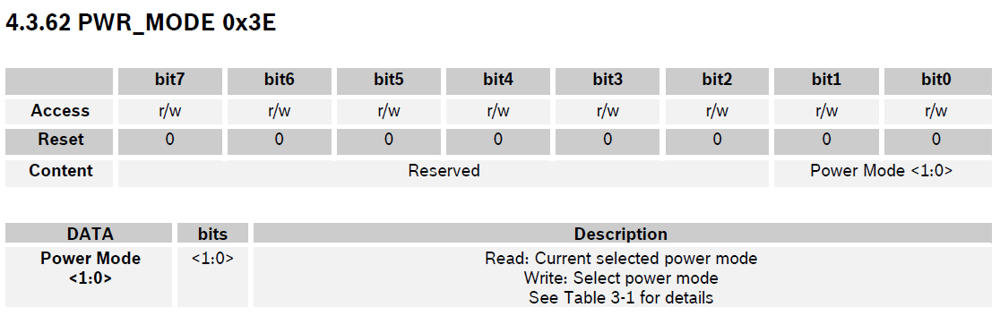 4.3.62 PWR_MODE 0x3E
bit7 bit6 bit5 bit4 bit3 bit2 bit1 bit0
Access r/w r/w r/w r/w r/w r/w r/w r/w
Reset 0 0 0 0 0 0 0 0
Content Reserved Power Mode <1:0>
DATA bits Description
Power Mode <1:0> Read: Current selected power mode
<1:0> Write: Select power mode
See Table 3-1 for details